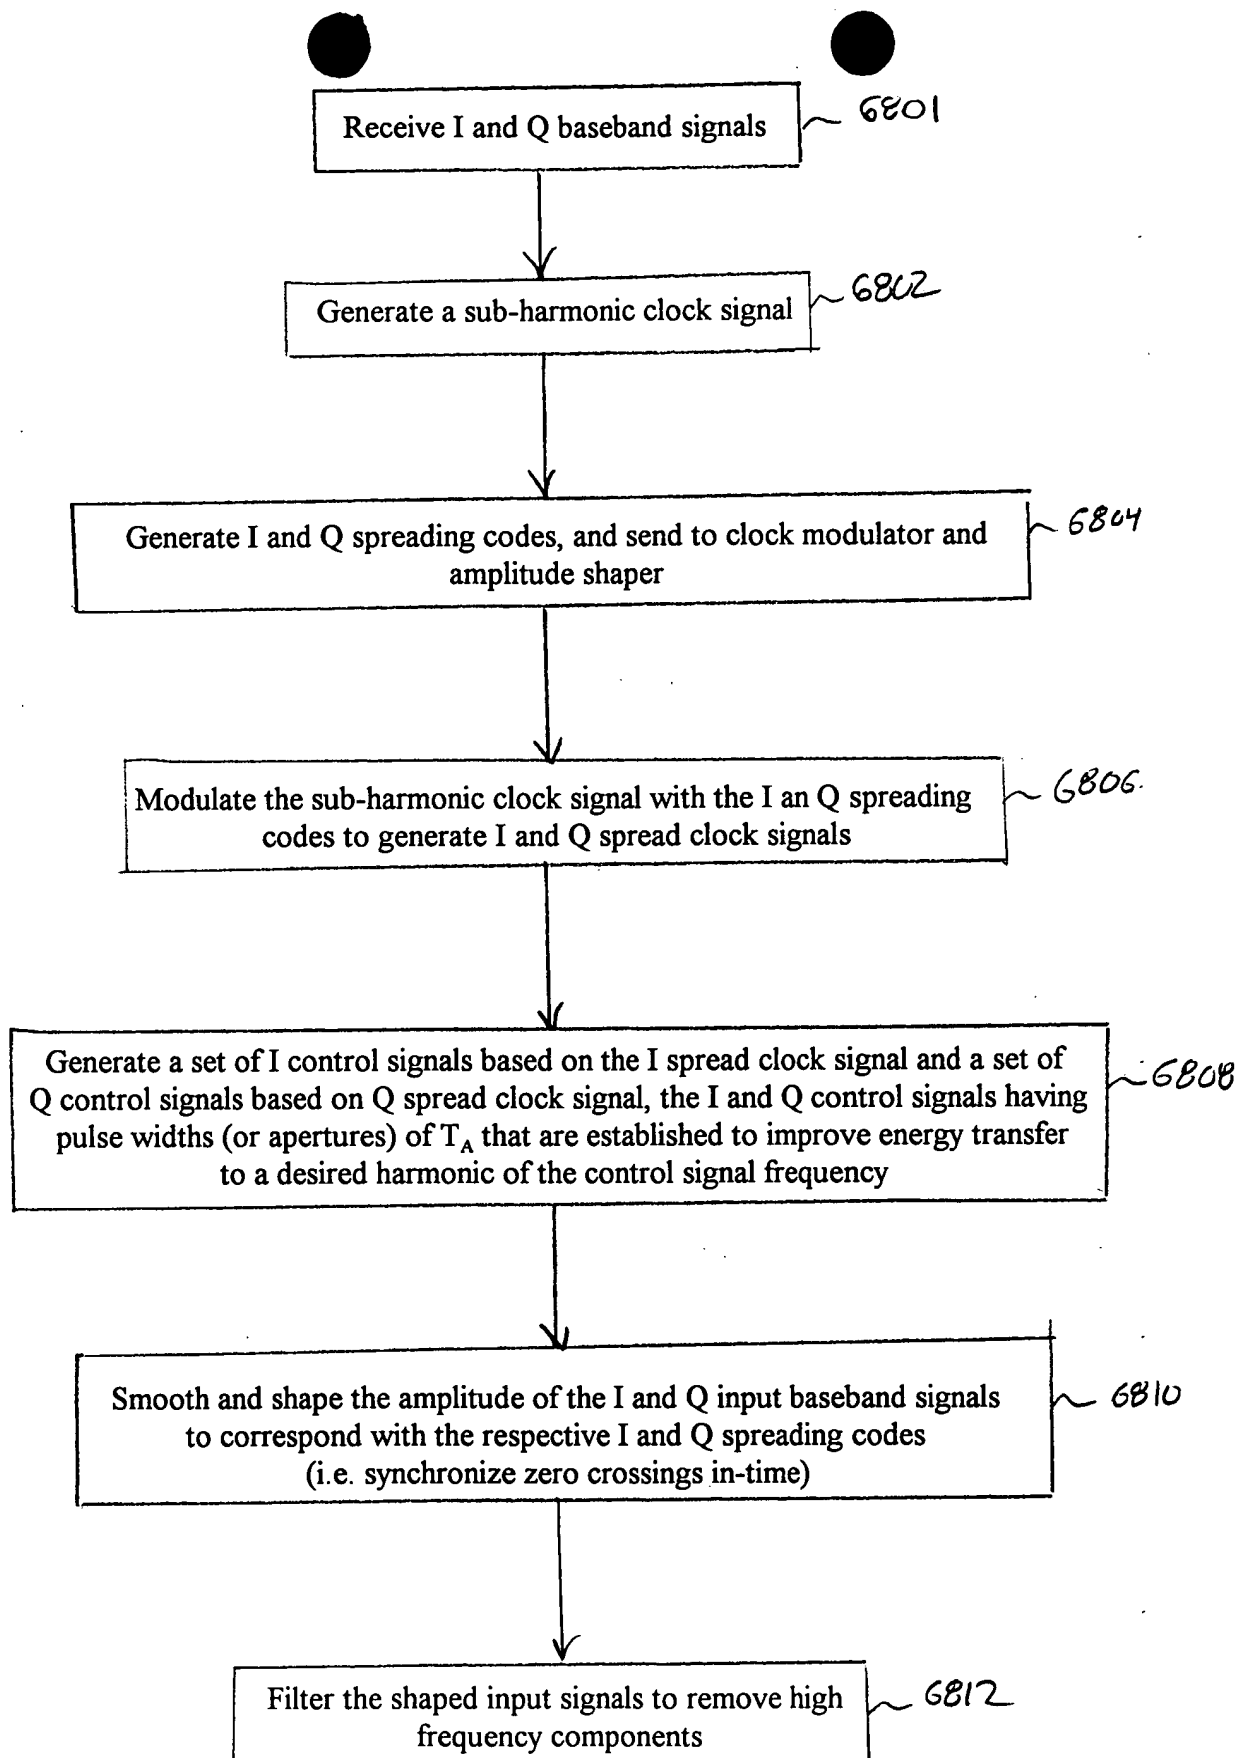 Receive I and Q baseband signals
6801
Generate a sub-harmonic clock signal
6802
Generate I and Q spreading codes, and send to clock modulator and
amplitude shaper
6804
Modulate the sub-harmonic clock signal with the I an Q spreading
codes to generate I and Q spread clock signals
6806
Generate a set of I control signals based on the I spread clock signal and a set of
Q control signals based on Q spread clock signal, the I and Q control signals having
pulse widths (or apertures) of T_A that are established to improve energy transfer
to a desired harmonic of the control signal frequency
6808
Smooth and shape the amplitude of the I and Q input baseband signals
to correspond with the respective I and Q spreading codes
(i.e. synchronize zero crossings in-time)
6810
Filter the shaped input signals to remove high
frequency components
6812